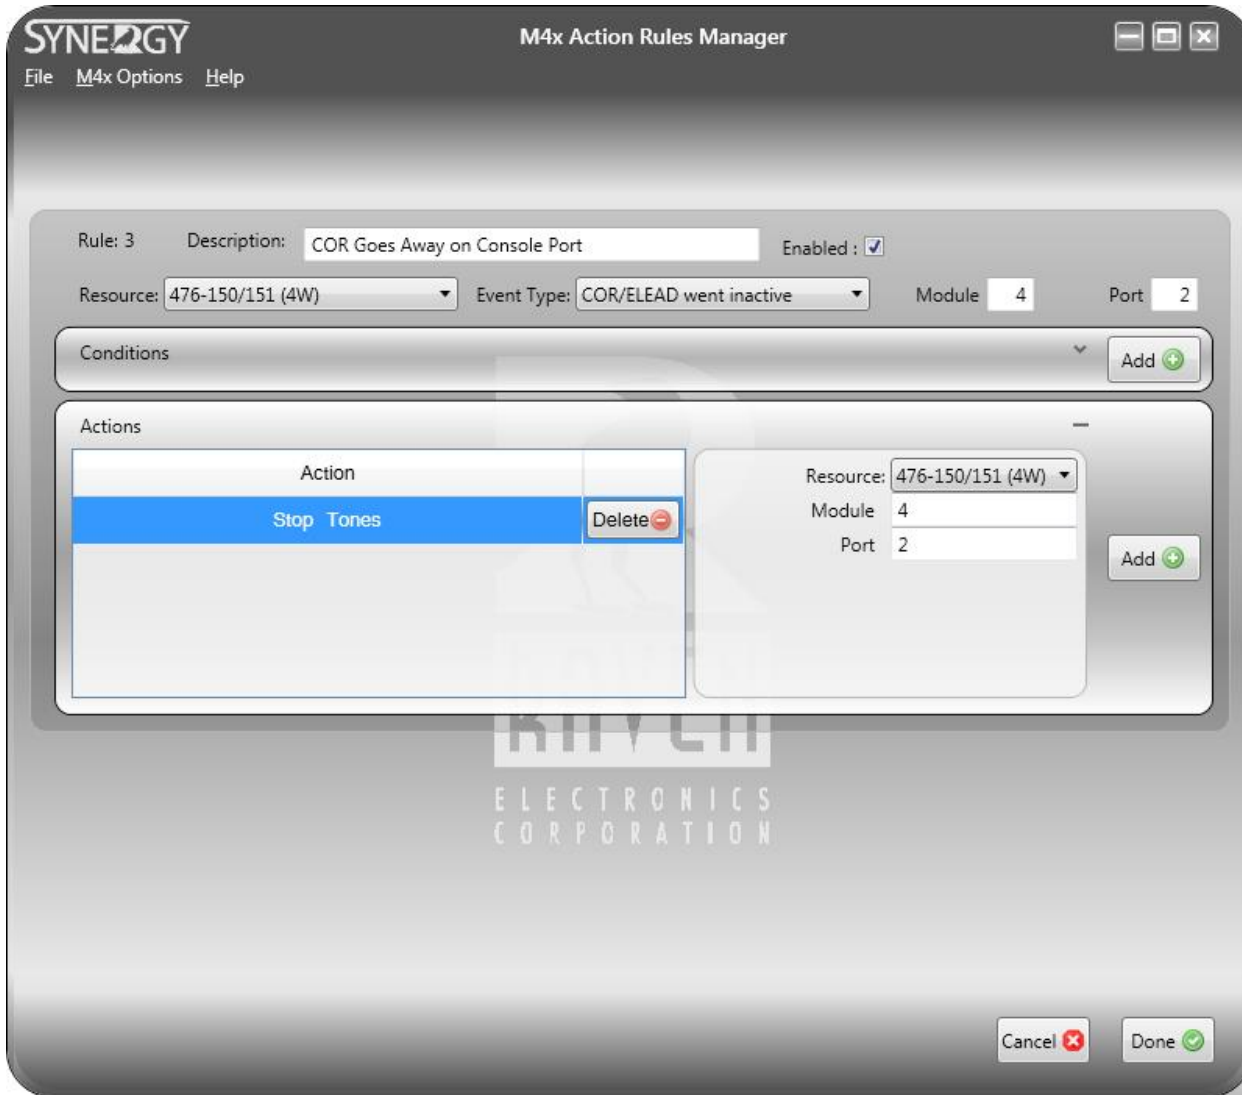 SYNERGY
M4x Action Rules Manager
File M4x Options Help
Rule: 3 Description: COR Goes Away on Console Port Enabled :
Resource: 476-150/151 (4W) Event Type: COR/ELEAD went inactive Module 4 Port 2
Conditions Add
Actions
Action Resource: 476-150/151 (4W)
Stop Tones Delete Module 4
Port 2
Add
RAVEN
ELECTRONICS
CORPORATION
Cancel Done